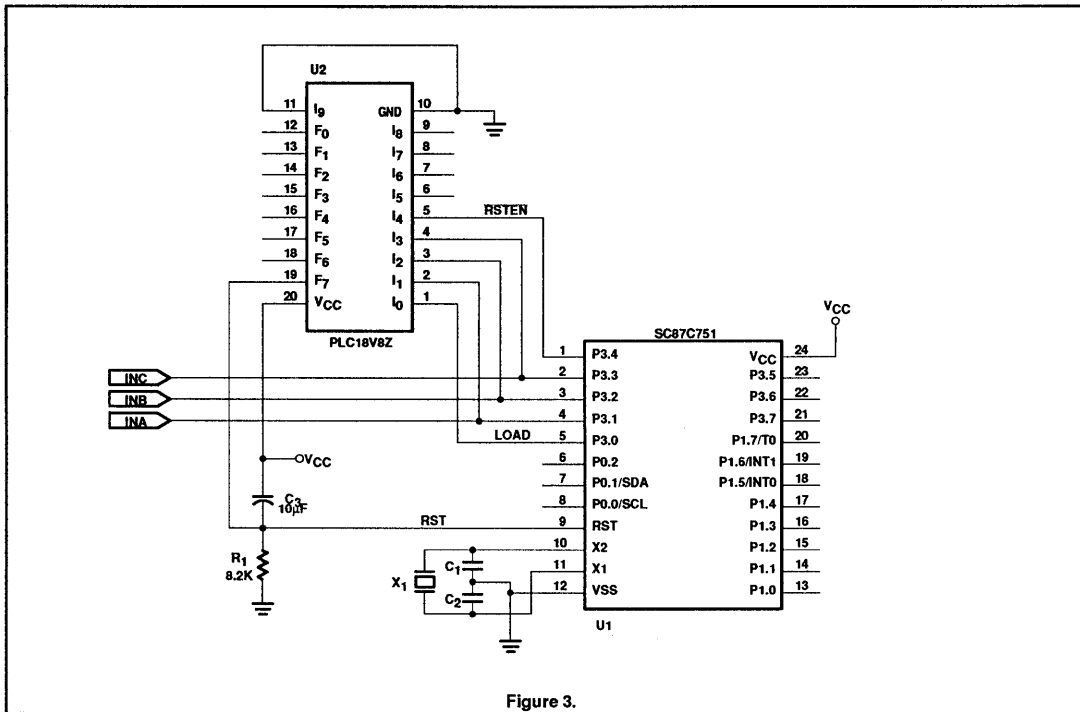 U2
11 I9 GND 10
12 F0 I8 9
13 F1 I7 8
14 F2 I6 7
15 F3 I5 6
16 F4 I4 5 RSTEN
17 F5 I3 4
18 F6 I2 3
19 F7 I1 2
20 VCC I0 1
PLC18V8Z
VCC
SC87C751
1 P3.4 VCC 24
INC 2 P3.3 P3.5 23
INB 3 P3.2 P3.6 22
INA 4 P3.1 P3.7 21
LOAD 5 P3.0 P1.7/T0 20
6 P0.2 P1.6/INT1 19
7 P0.1/SDA P1.5/INT0 18
8 P0.0/SCL P1.4 17
VCC
C3
10µF
RST 9 RST P1.3 16
10 X2 P1.2 15
11 X1 P1.1 14
12 VSS P1.0 13
R1
8.2K
X1
C1
C2
U1
Figure 3.